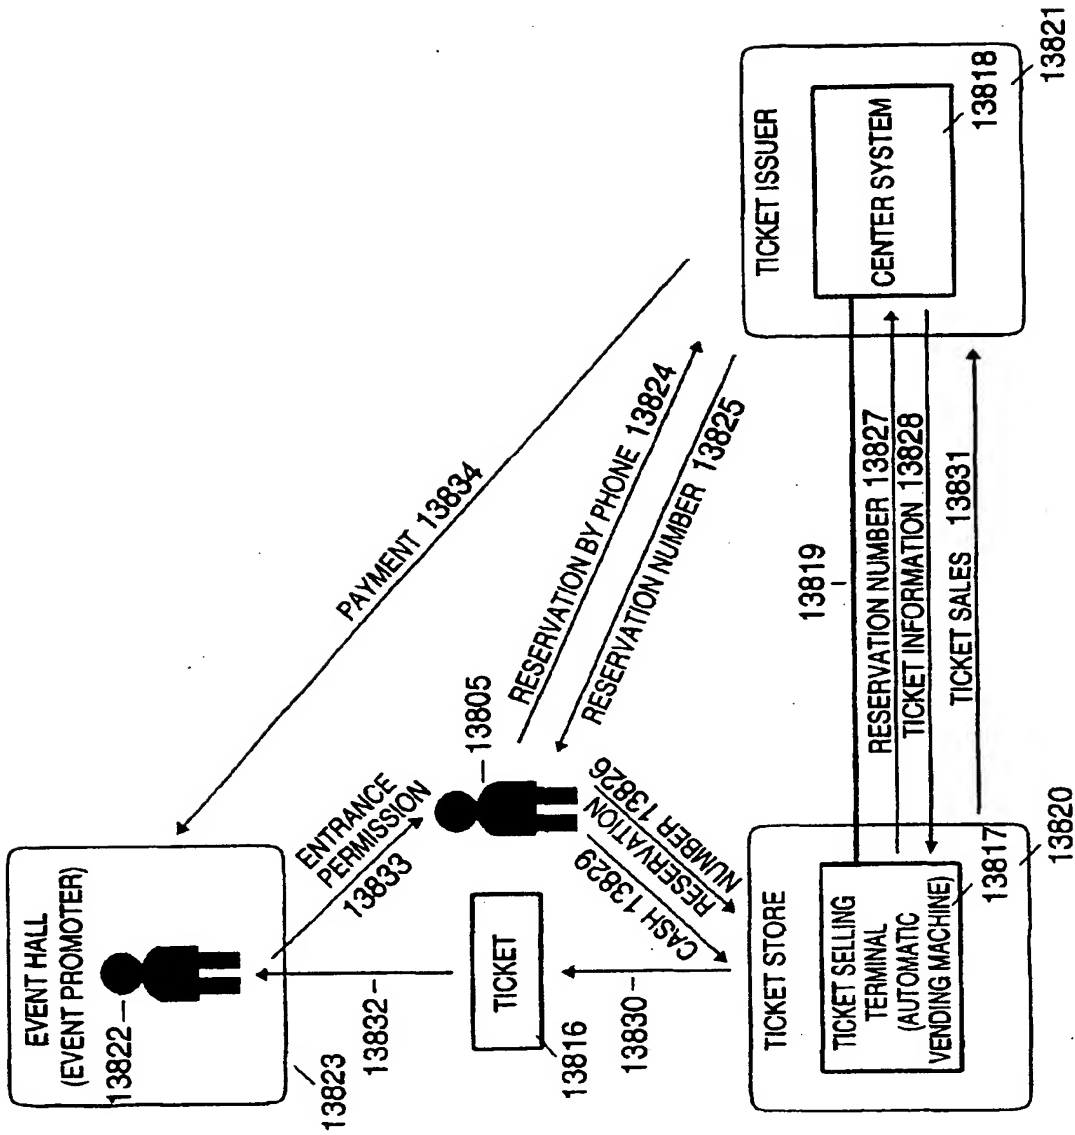 EVENT HALL
(EVENT PROMOTER)
13822
13823
13832
ENTRANCE
PERMISSION
13833
13805
PAYMENT 13834
TICKET
13816
13830
CASH 13829
RESERVATION
NUMBER 13826
RESERVATION BY PHONE 13824
RESERVATION NUMBER 13825
TICKET STORE
TICKET SELLING
TERMINAL
(AUTOMATIC
VENDING MACHINE)
13817
13820
13819
RESERVATION NUMBER 13827
TICKET INFORMATION 13828
TICKET SALES 13831
TICKET ISSUER
CENTER SYSTEM
13818
13821